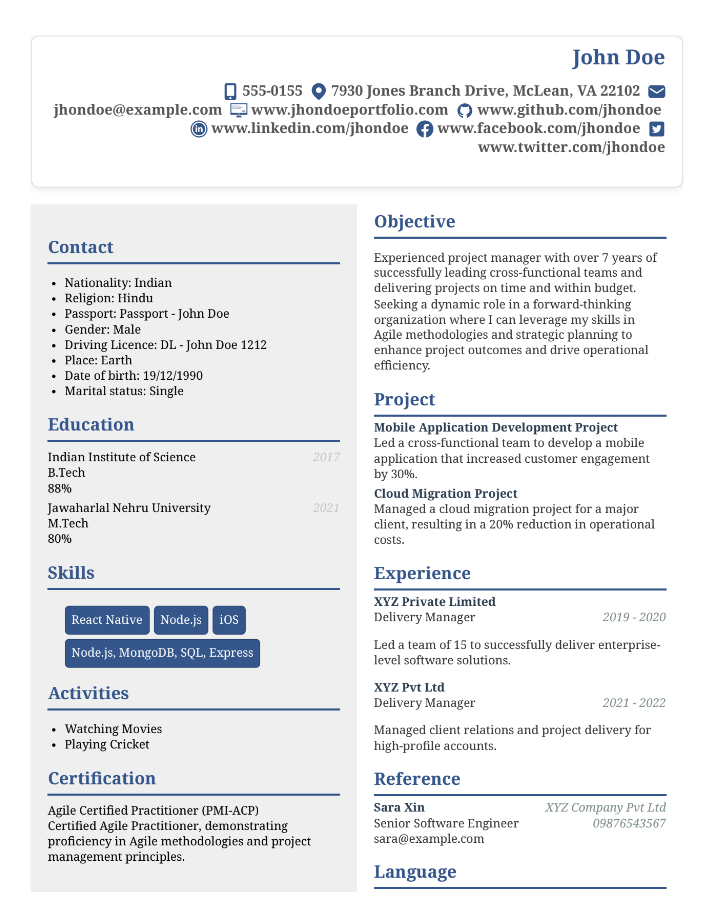 John Doe
555-0155 7930 Jones Branch Drive, McLean, VA 22102
jhondoe@example.com www.jhondoeportfolio.com www.github.com/jhondoe
www.linkedin.com/jhondoe www.facebook.com/jhondoe
www.twitter.com/jhondoe
Contact
• Nationality: Indian
• Religion: Hindu
• Passport: Passport - John Doe
• Gender: Male
• Driving Licence: DL - John Doe 1212
• Place: Earth
• Date of birth: 19/12/1990
• Marital status: Single
Education
Indian Institute of Science 2017
B.Tech
88%
Jawaharlal Nehru University 2021
M.Tech
80%
Skills
React Native Node.js iOS
Node.js, MongoDB, SQL, Express
Activities
• Watching Movies
• Playing Cricket
Certification
Agile Certified Practitioner (PMI-ACP)
Certified Agile Practitioner, demonstrating
proficiency in Agile methodologies and project
management principles.
Objective
Experienced project manager with over 7 years of
successfully leading cross-functional teams and
delivering projects on time and within budget.
Seeking a dynamic role in a forward-thinking
organization where I can leverage my skills in
Agile methodologies and strategic planning to
enhance project outcomes and drive operational
efficiency.
Project
Mobile Application Development Project
Led a cross-functional team to develop a mobile
application that increased customer engagement
by 30%.
Cloud Migration Project
Managed a cloud migration project for a major
client, resulting in a 20% reduction in operational
costs.
Experience
XYZ Private Limited
Delivery Manager 2019 - 2020
Led a team of 15 to successfully deliver enterprise-
level software solutions.
XYZ Pvt Ltd
Delivery Manager 2021 - 2022
Managed client relations and project delivery for
high-profile accounts.
Reference
Sara Xin XYZ Company Pvt Ltd
Senior Software Engineer 09876543567
sara@example.com
Language